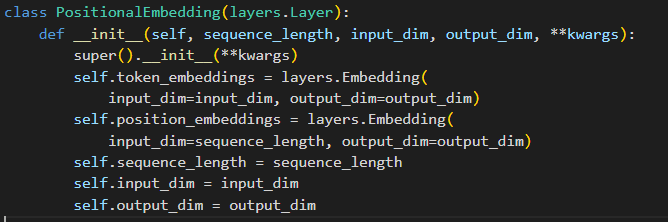 class PositionalEmbedding(layers.Layer):
    def __init__(self, sequence_length, input_dim, output_dim, **kwargs):
        super().__init__(**kwargs)
        self.token_embeddings = layers.Embedding(
            input_dim=input_dim, output_dim=output_dim)
        self.position_embeddings = layers.Embedding(
            input_dim=sequence_length, output_dim=output_dim)
        self.sequence_length = sequence_length
        self.input_dim = input_dim
        self.output_dim = output_dim